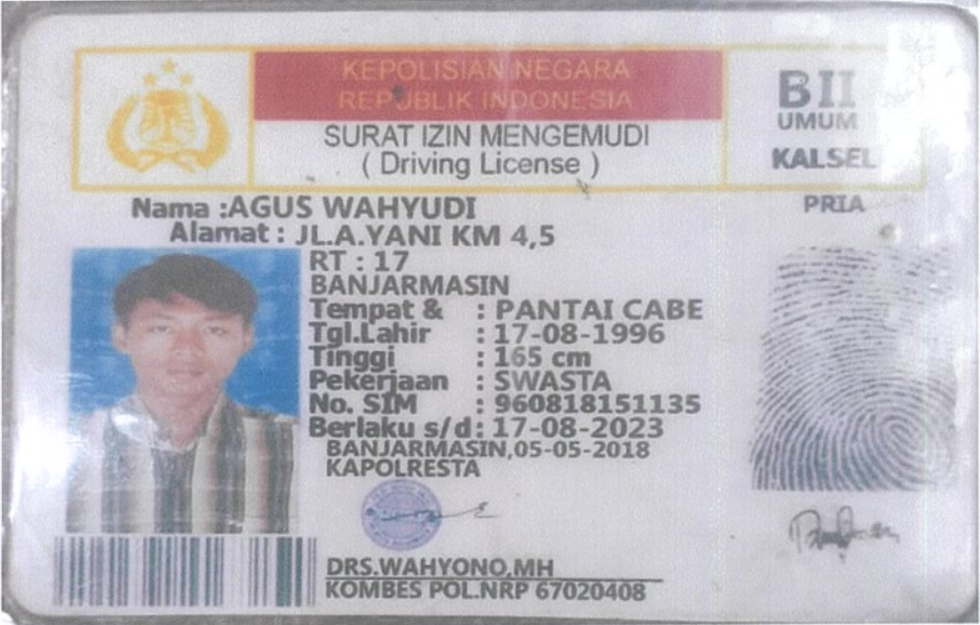 KEPOLISIAN NEGARA
REPUBLIK INDONESIA
SURAT IZIN MENGEMUDI
( Driving License )
BII
UMUM
KALSEL
PRIA
Nama :AGUS WAHYUDI
Alamat : JL.A.YANI KM 4,5
RT : 17
BANJARMASIN
Tempat & : PANTAI CABE
Tgl.Lahir : 17-08-1996
Tinggi : 165 cm
Pekerjaan : SWASTA
No. SIM : 960818151135
Berlaku s/d : 17-08-2023
BANJARMASIN,05-05-2018
KAPOLRESTA
DRS.WAHYONO,MH
KOMBES POL.NRP 67020408